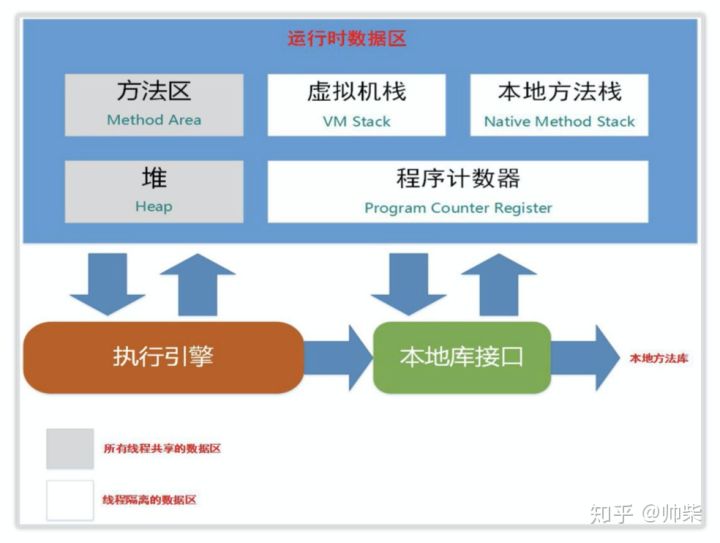 运行时数据区
方法区
Method Area
虚拟机栈
VM Stack
本地方法栈
Native Method Stack
堆
Heap
程序计数器
Program Counter Register
执行引擎
本地库接口
本地方法库
所有线程共享的数据区
线程隔离的数据区
知乎 @帅柴